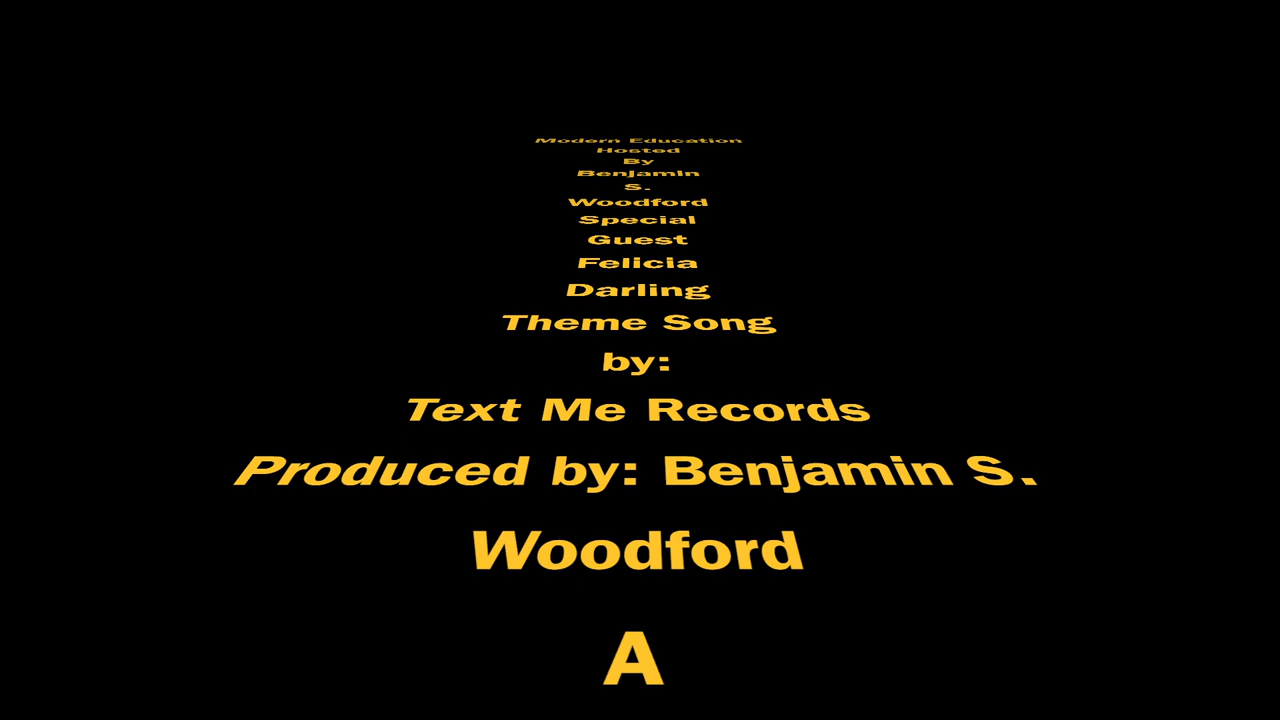 Modern Education
Hosted
By
Benjamin
S.
Woodford
Special
Guest
Felicia
Darling
Theme Song
by:
Text Me Records
Produced by: Benjamin S.
Woodford
A